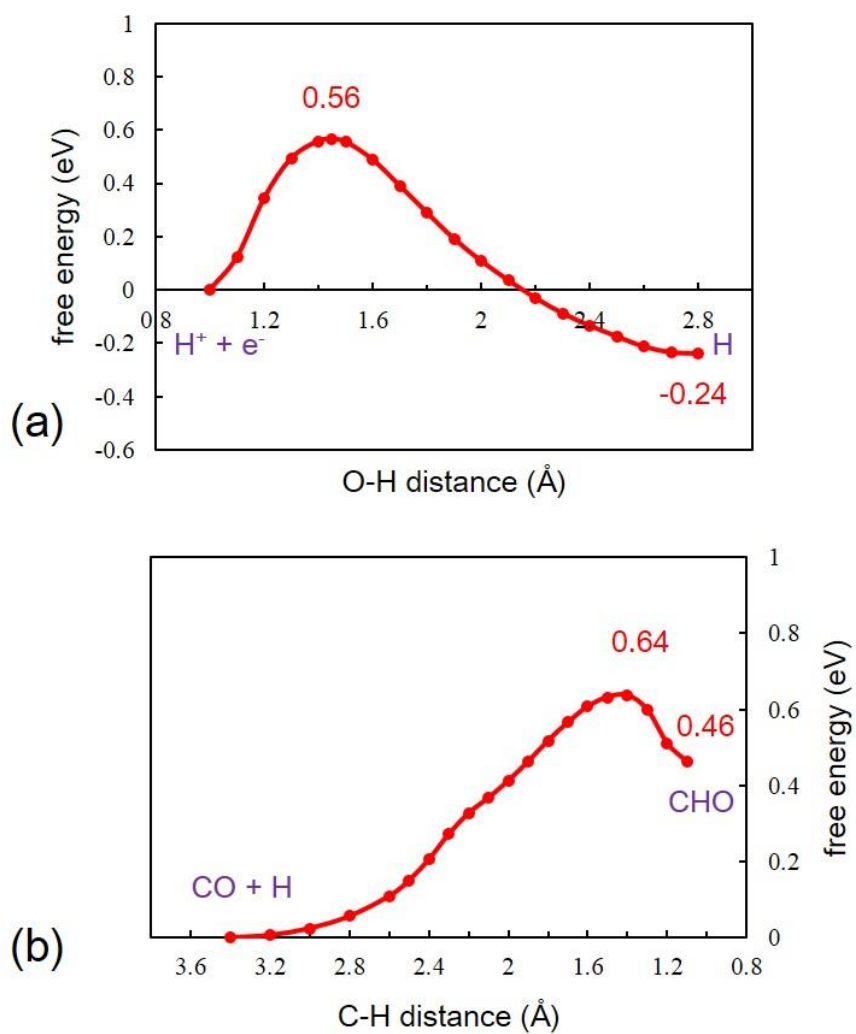 1
0.8
0.56
0.6
0.4
0.2
0
0.8 1.2 1.6 2 2.4 2.8
H⁺ + e⁻ H
-0.2
-0.24
-0.4
-0.6
free energy (eV)
(a)
O-H distance (Å)
1
0.8
0.64
0.6
0.46
CHO
0.4
0.2
CO + H
0
free energy (eV)
(b)
3.6 3.2 2.8 2.4 2 1.6 1.2 0.8
C-H distance (Å)